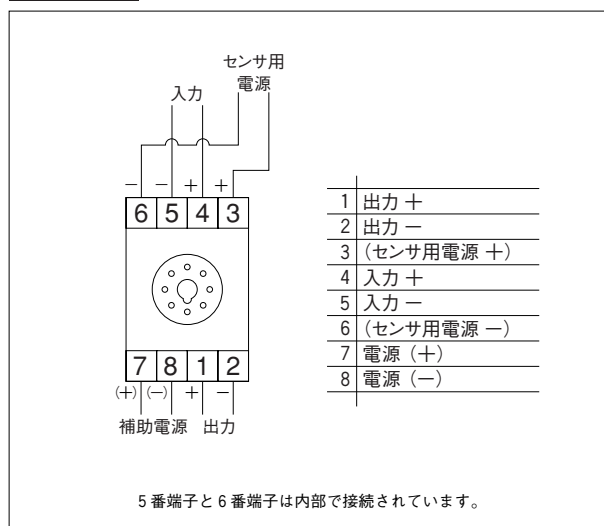 センサ用
電源
入力
－ － ＋ ＋
6 5 4 3
7 8 1 2
(＋) (－) ＋ －
補助電源 出力
1 出力 ＋
2 出力 －
3 (センサ用電源 ＋)
4 入力 ＋
5 入力 －
6 (センサ用電源 －)
7 電源 (＋)
8 電源 (－)
5 番端子と 6 番端子は内部で接続されています。